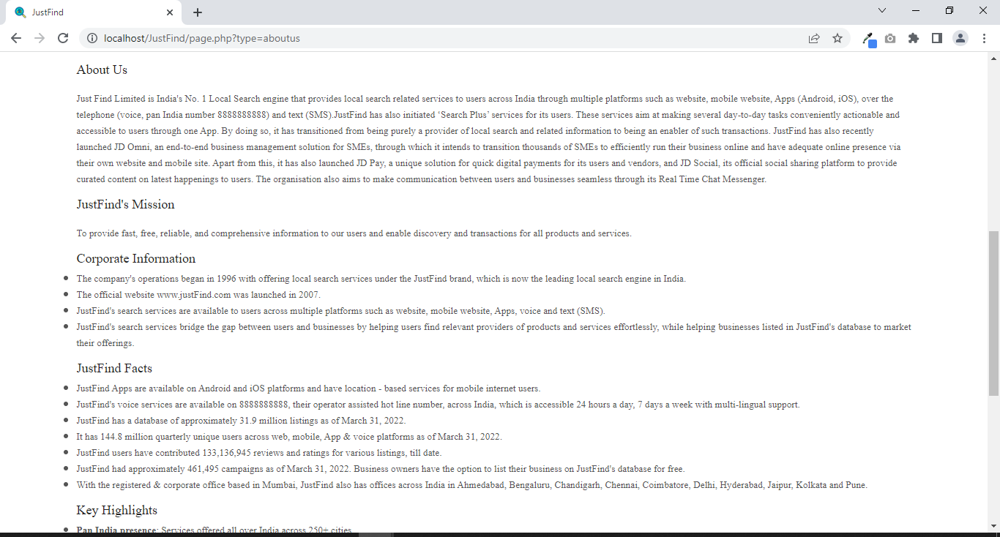 JustFind
localhost/JustFind/page.php?type=aboutus
About Us
Just Find Limited is India's No. 1 Local Search engine that provides local search related services to users across India through multiple platforms such as website, mobile website, Apps (Android, iOS), over the
telephone (voice, pan India number 8888888888) and text (SMS).JustFind has also initiated ‘Search Plus’ services for its users. These services aim at making several day-to-day tasks conveniently actionable and
accessible to users through one App. By doing so, it has transitioned from being purely a provider of local search and related information to being an enabler of such transactions. JustFind has also recently
launched JD Omni, an end-to-end business management solution for SMEs, through which it intends to transition thousands of SMEs to efficiently run their business online and have adequate online presence via
their own website and mobile site. Apart from this, it has also launched JD Pay, a unique solution for quick digital payments for its users and vendors, and JD Social, its official social sharing platform to provide
curated content on latest happenings to users. The organisation also aims to make communication between users and businesses seamless through its Real Time Chat Messenger.
JustFind's Mission
To provide fast, free, reliable, and comprehensive information to our users and enable discovery and transactions for all products and services.
Corporate Information
The company's operations began in 1996 with offering local search services under the JustFind brand, which is now the leading local search engine in India.
The official website www.justFind.com was launched in 2007.
JustFind's search services are available to users across multiple platforms such as website, mobile website, Apps, voice and text (SMS).
JustFind's search services bridge the gap between users and businesses by helping users find relevant providers of products and services effortlessly, while helping businesses listed in JustFind's database to market
their offerings.
JustFind Facts
JustFind Apps are available on Android and iOS platforms and have location - based services for mobile internet users.
JustFind's voice services are available on 8888888888, their operator assisted hot line number, across India, which is accessible 24 hours a day, 7 days a week with multi-lingual support.
JustFind has a database of approximately 31.9 million listings as of March 31, 2022.
It has 144.8 million quarterly unique users across web, mobile, App & voice platforms as of March 31, 2022.
JustFind users have contributed 133,136,945 reviews and ratings for various listings, till date.
JustFind had approximately 461,495 campaigns as of March 31, 2022. Business owners have the option to list their business on JustFind's database for free.
With the registered & corporate office based in Mumbai, JustFind also has offices across India in Ahmedabad, Bengaluru, Chandigarh, Chennai, Coimbatore, Delhi, Hyderabad, Jaipur, Kolkata and Pune.
Key Highlights
Pan India presence: Services offered all over India across 250+ cities